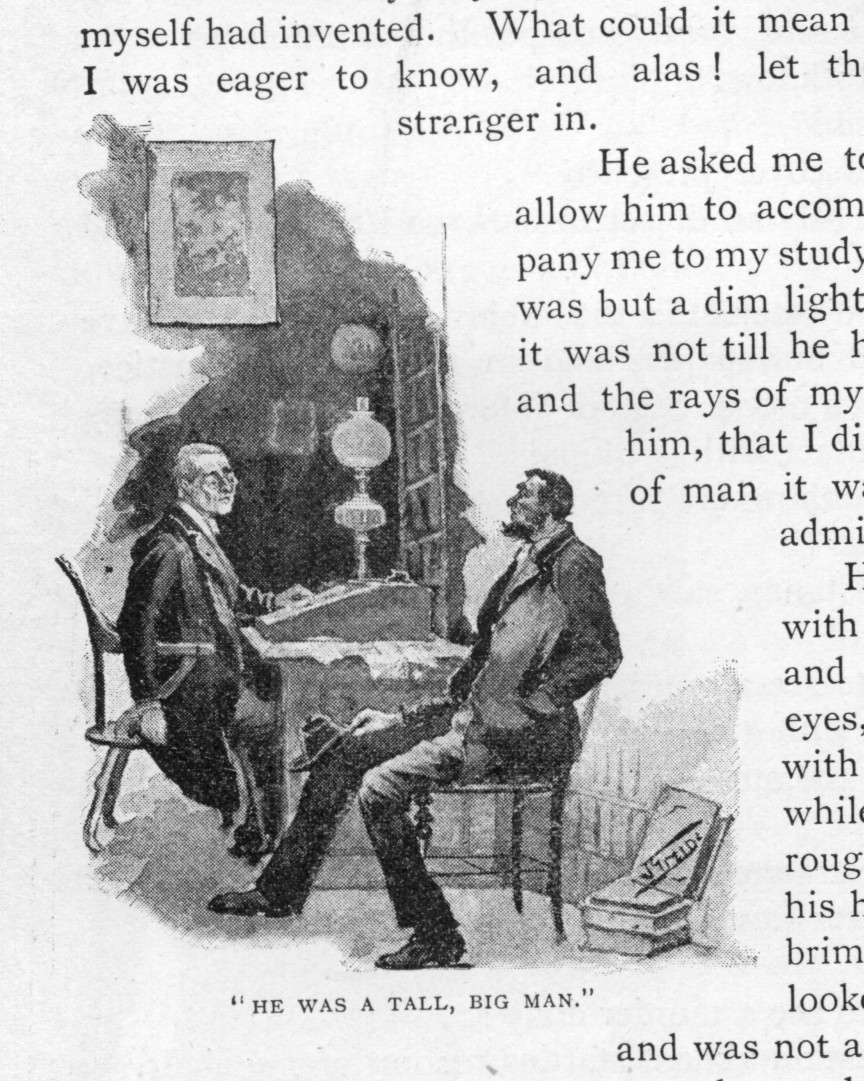 myself had invented. What could it mean
I was eager to know, and alas! let th
stranger in.
He asked me to
allow him to accom
pany me to my study
was but a dim light
it was not till he h
and the rays of my
him, that I di
of man it wa
admi
H
with
and
eyes,
with
while
roug
his h
brim
looke
and was not a
"HE WAS A TALL, BIG MAN."